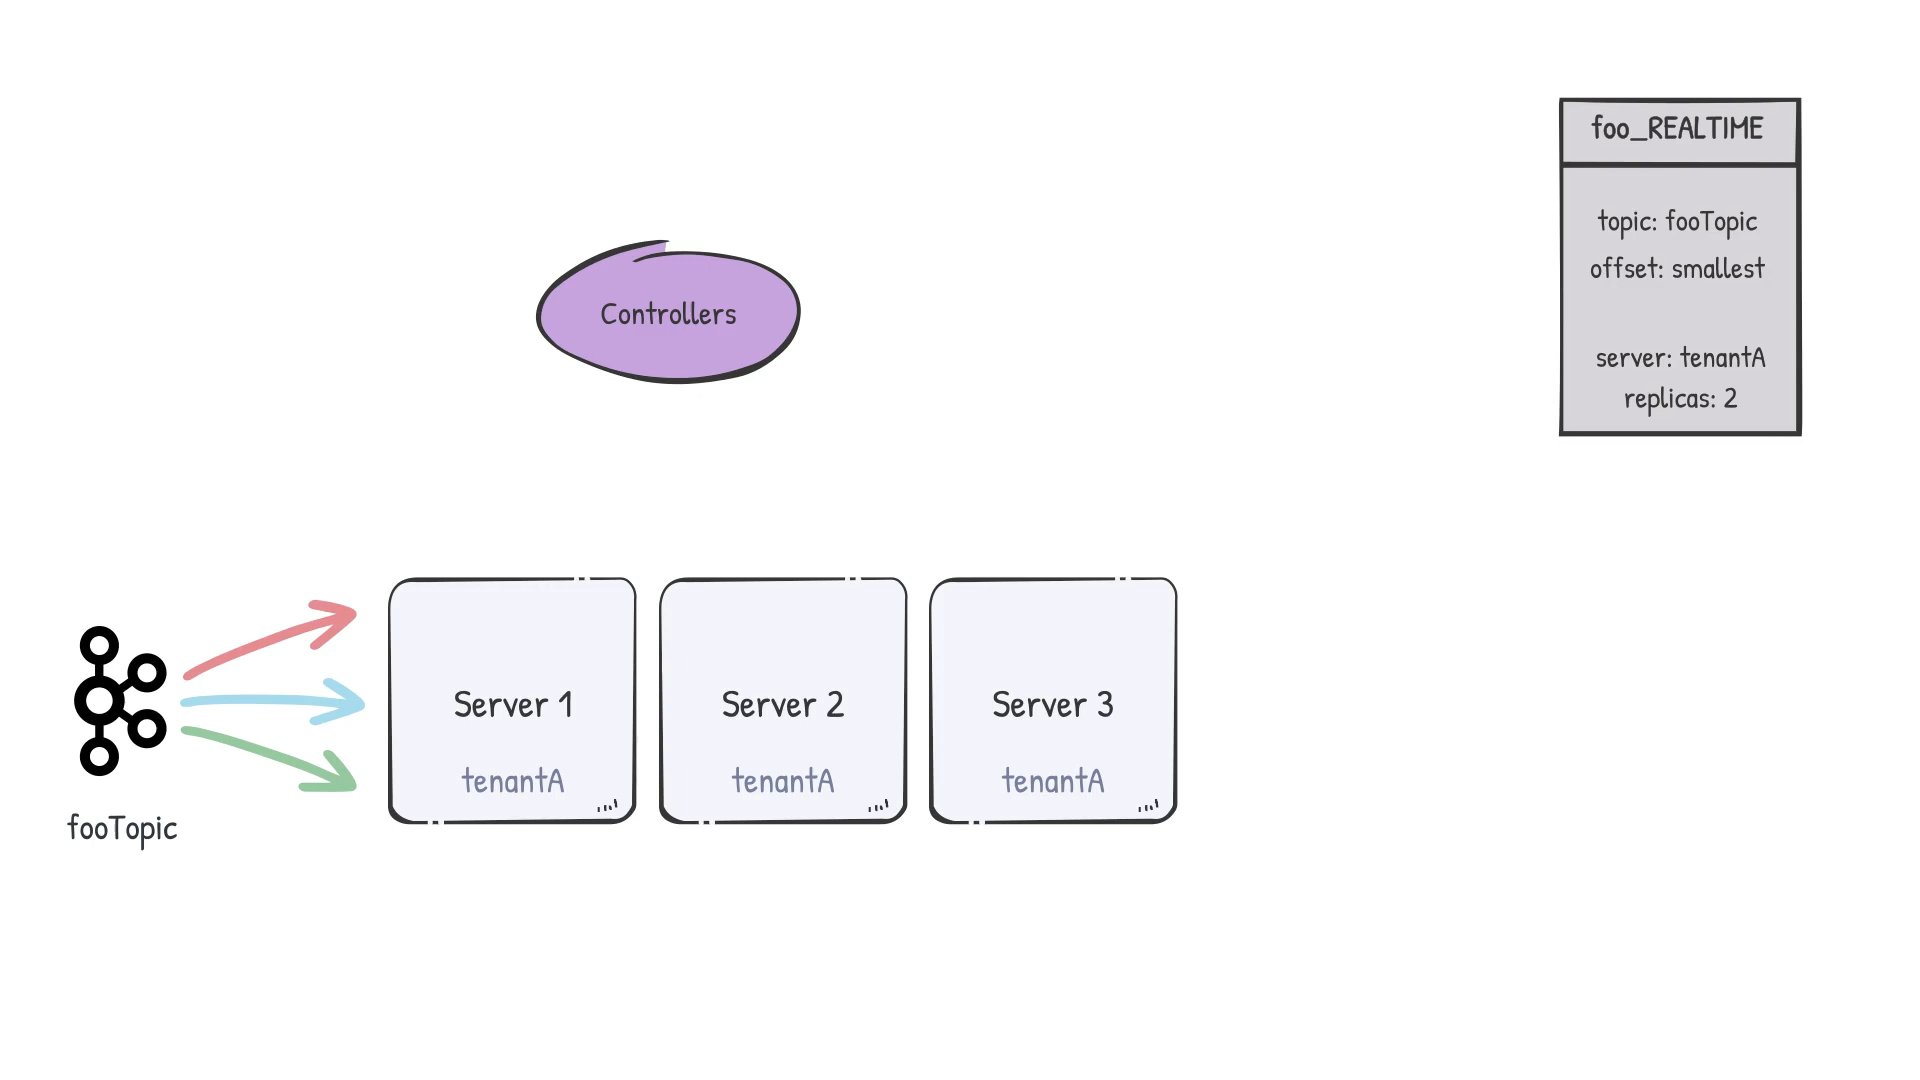 foo_REALTIME
topic: fooTopic
offset: smallest
server: tenantA
replicas: 2
Controllers
Server 1
tenantA
Server 2
tenantA
Server 3
tenantA
fooTopic